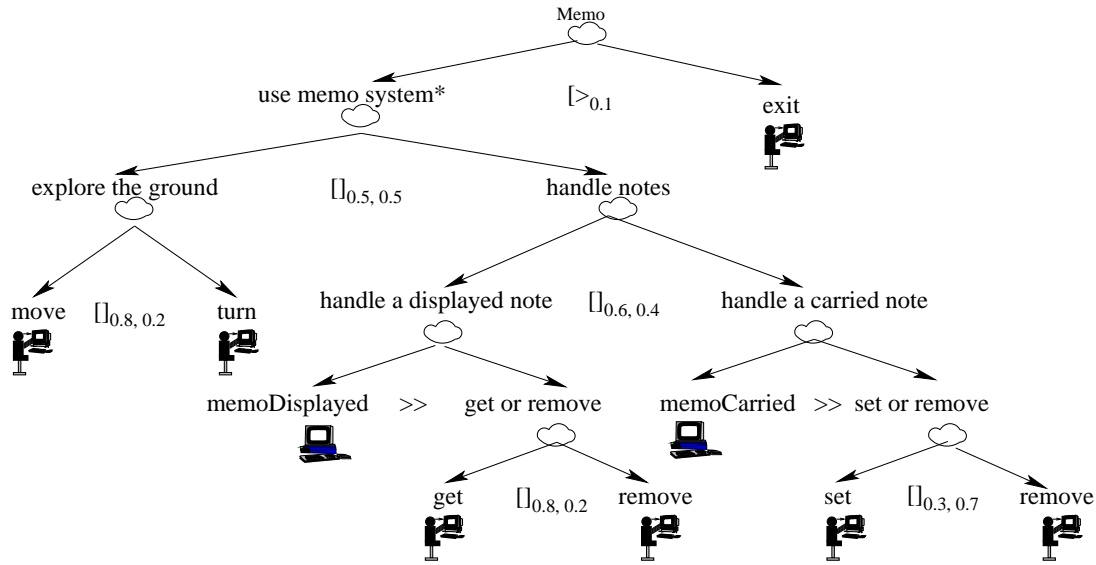 Memo
use memo system*
[>0.1
exit
explore the ground
[]0.5, 0.5
handle notes
move
[]0.8, 0.2
turn
handle a displayed note
[]0.6, 0.4
handle a carried note
memoDisplayed >> get or remove
memoCarried >> set or remove
get
[]0.8, 0.2
remove
set
[]0.3, 0.7
remove